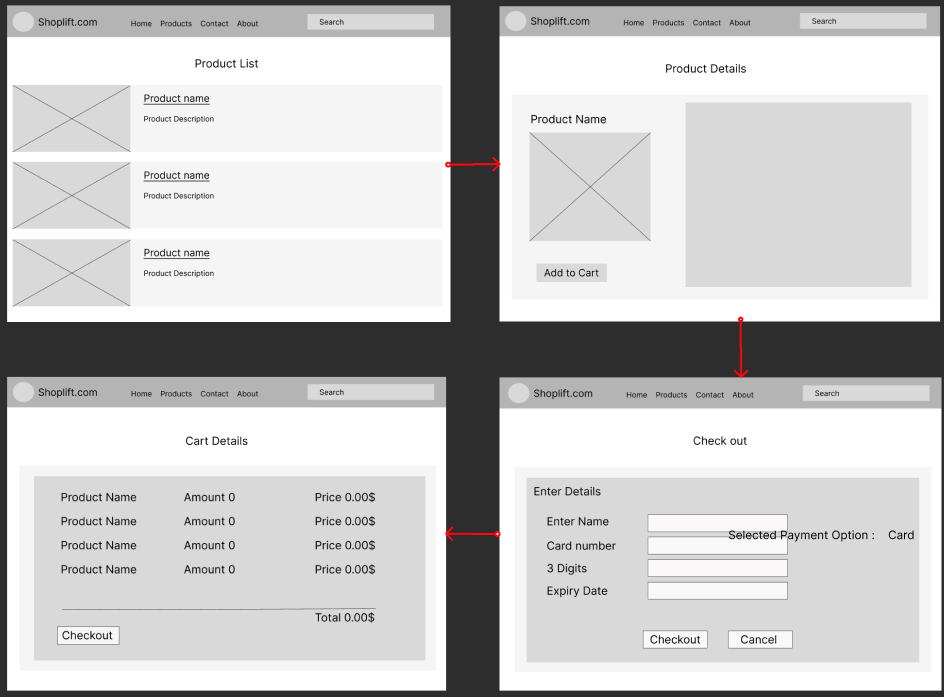 Shoplift.com Home Products Contact About Search
Product List
Product name
Product Description
Product name
Product Description
Product name
Product Description
Shoplift.com Home Products Contact About Search
Product Details
Product Name
Add to Cart
Shoplift.com Home Products Contact About Search
Cart Details
Product Name Amount 0 Price 0.00$
Product Name Amount 0 Price 0.00$
Product Name Amount 0 Price 0.00$
Product Name Amount 0 Price 0.00$
Total 0.00$
Checkout
Shoplift.com Home Products Contact About Search
Check out
Enter Details
Enter Name
Selected Payment Option : Card
Card number
3 Digits
Expiry Date
Checkout Cancel